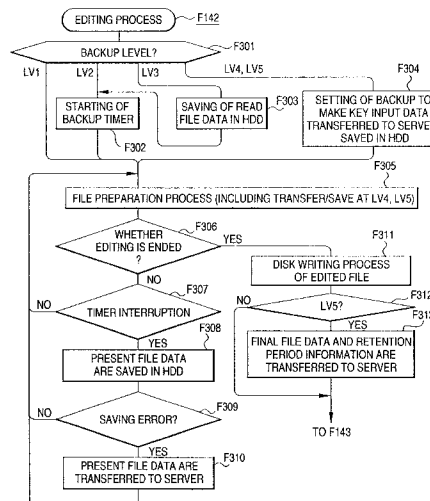 EDITING PROCESS
F142
BACKUP LEVEL?
F301
LV1
LV2
LV3
LV4, LV5
F304
STARTING OF
BACKUP TIMER
F302
SAVING OF READ
FILE DATA IN HDD
F303
SETTING OF BACKUP TO
MAKE KEY INPUT DATA
TRANSFERRED TO SERVER
SAVED IN HDD
F305
FILE PREPARATION PROCESS (INCLUDING TRANSFER/SAVE AT LV4, LV5)
F306
WHETHER
EDITING IS ENDED
?
YES
NO
F311
DISK WRITING PROCESS
OF EDITED FILE
F307
NO
TIMER INTERRUPTION
YES
F312
NO
LV5?
YES
F308
PRESENT FILE DATA
ARE SAVED IN HDD
F313
FINAL FILE DATA AND RETENTION
PERIOD INFORMATION ARE
TRANSFERRED TO SERVER
NO
SAVING ERROR?
F309
YES
TO F143
PRESENT FILE DATA ARE
TRANSFERRED TO SERVER
F310